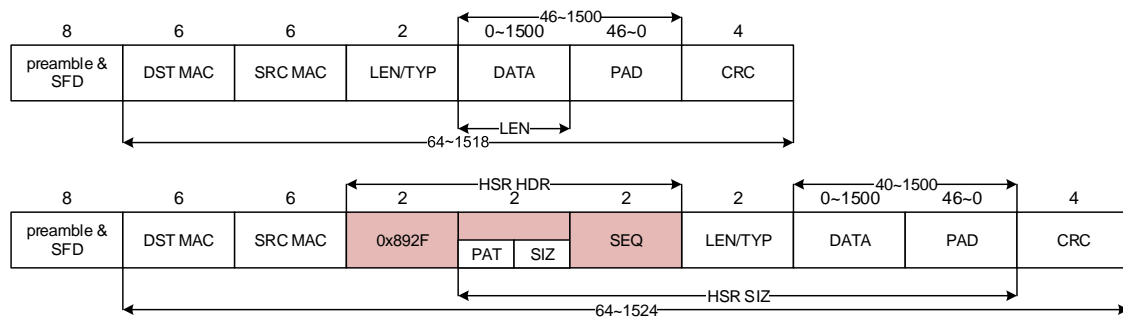 46~1500
8 6 6 2 0~1500 46~0 4
preamble & SFD DST MAC SRC MAC LEN/TYP DATA PAD CRC
LEN
64~1518
HSR HDR 40~1500
8 6 6 2 2 2 2 0~1500 46~0 4
preamble & SFD DST MAC SRC MAC 0x892F PAT SIZ SEQ LEN/TYP DATA PAD CRC
HSR SIZ
64~1524